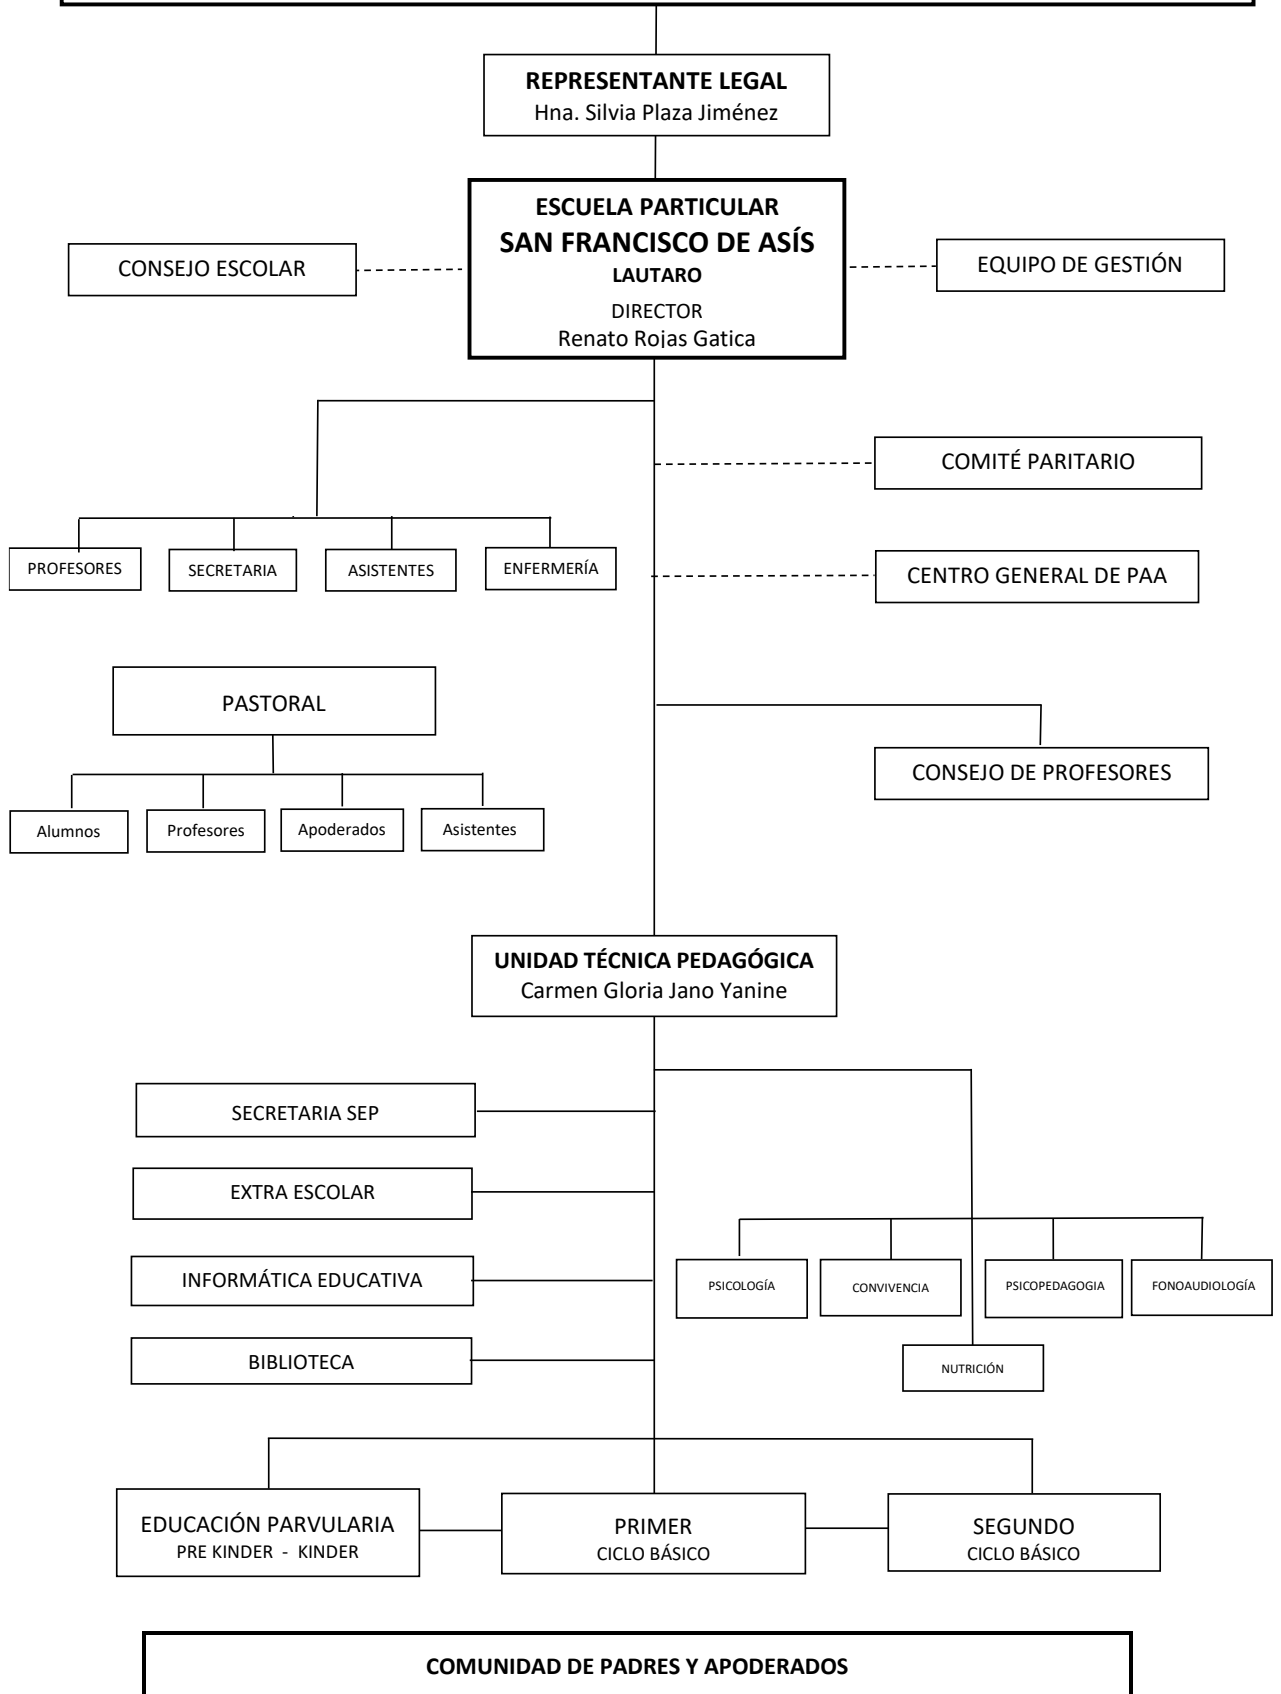 REPRESENTANTE LEGAL
Hna. Silvia Plaza Jiménez
ESCUELA PARTICULAR
SAN FRANCISCO DE ASÍS
LAUTARO
DIRECTOR
Renato Rojas Gatica
CONSEJO ESCOLAR
EQUIPO DE GESTIÓN
COMITÉ PARITARIO
PROFESORES
SECRETARIA
ASISTENTES
ENFERMERÍA
CENTRO GENERAL DE PAA
PASTORAL
CONSEJO DE PROFESORES
Alumnos
Profesores
Apoderados
Asistentes
UNIDAD TÉCNICA PEDAGÓGICA
Carmen Gloria Jano Yanine
SECRETARIA SEP
EXTRA ESCOLAR
INFORMÁTICA EDUCATIVA
BIBLIOTECA
PSICOLOGÍA
CONVIVENCIA
PSICOPEDAGOGIA
FONOAUDIOLOGÍA
NUTRICIÓN
EDUCACIÓN PARVULARIA
PRE KINDER - KINDER
PRIMER
CICLO BÁSICO
SEGUNDO
CICLO BÁSICO
COMUNIDAD DE PADRES Y APODERADOS